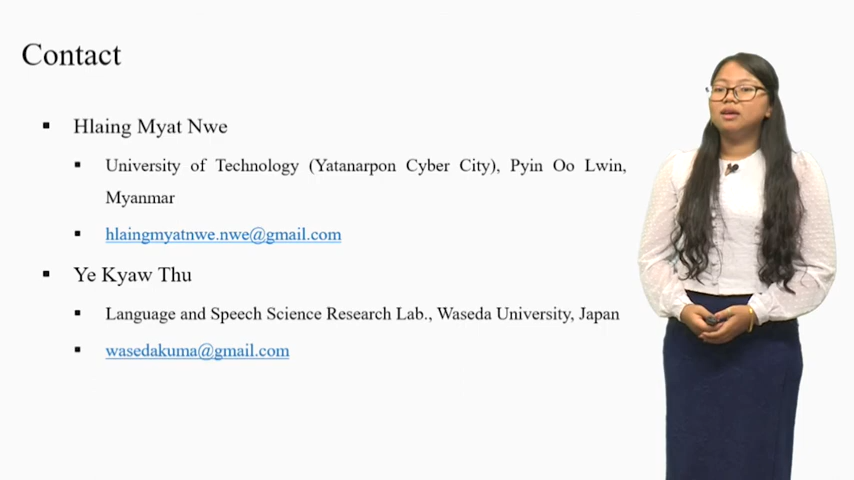 Contact
Hlaing Myat Nwe
University of Technology (Yatanarpon Cyber City), Pyin Oo Lwin,
Myanmar
hlaingmyatnwe.nwe@gmail.com
Ye Kyaw Thu
Language and Speech Science Research Lab., Waseda University, Japan
wasedakuma@gmail.com